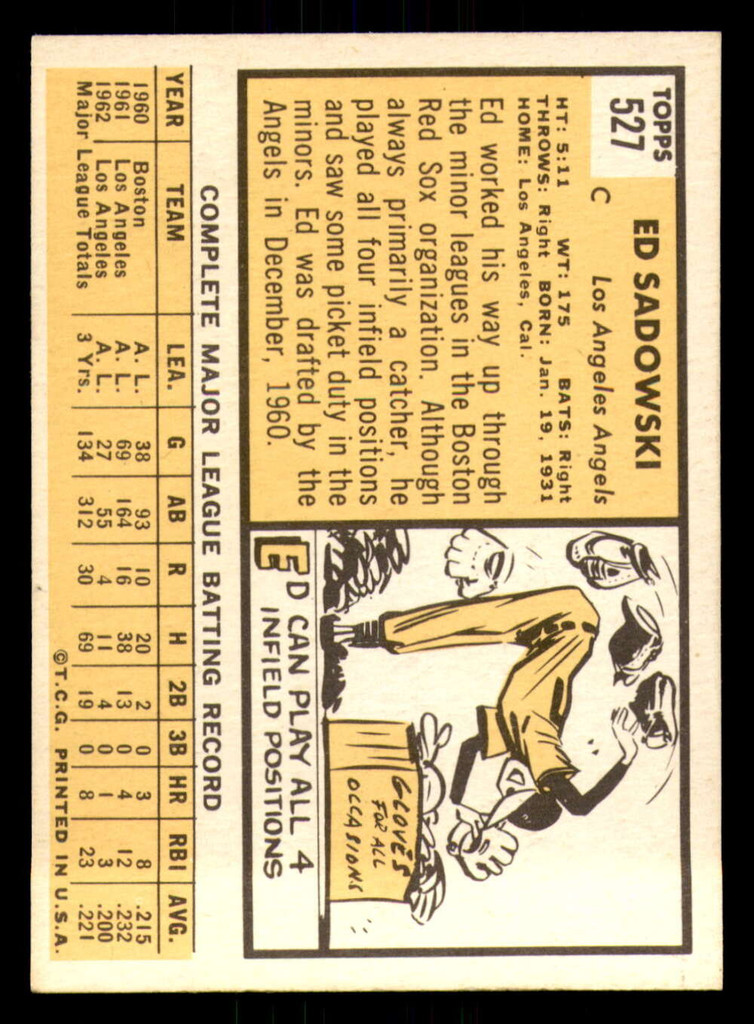 TOPPS
527
ED SADOWSKI
C Los Angeles Angels
HT: 5:11 WT: 175 BATS: Right
THROWS: Right BORN: Jan. 19, 1931
HOME: Los Angeles, Cal.
Ed worked his way up through
the minor leagues in the Boston
Red Sox organization. Although
always primarily a catcher, he
played all four infield positions
and saw some picket duty in the
minors. Ed was drafted by the
Angels in December, 1960.
GLOVES
FOR ALL
OCCASIONS
ED CAN PLAY ALL 4
INFIELD POSITIONS
COMPLETE MAJOR LEAGUE BATTING RECORD
YEAR TEAM LEA. G AB R H 2B 3B HR RBI AVG.
1960 Boston A. L. 38 93 10 20 2 0 3 8 .215
1961 Los Angeles A. L. 69 164 16 38 13 0 4 12 .232
1962 Los Angeles A. L. 27 55 4 11 4 0 1 3 .200
Major League Totals 3 Yrs. 134 312 30 69 19 0 8 23 .221
©T.C.G. PRINTED IN U.S.A.